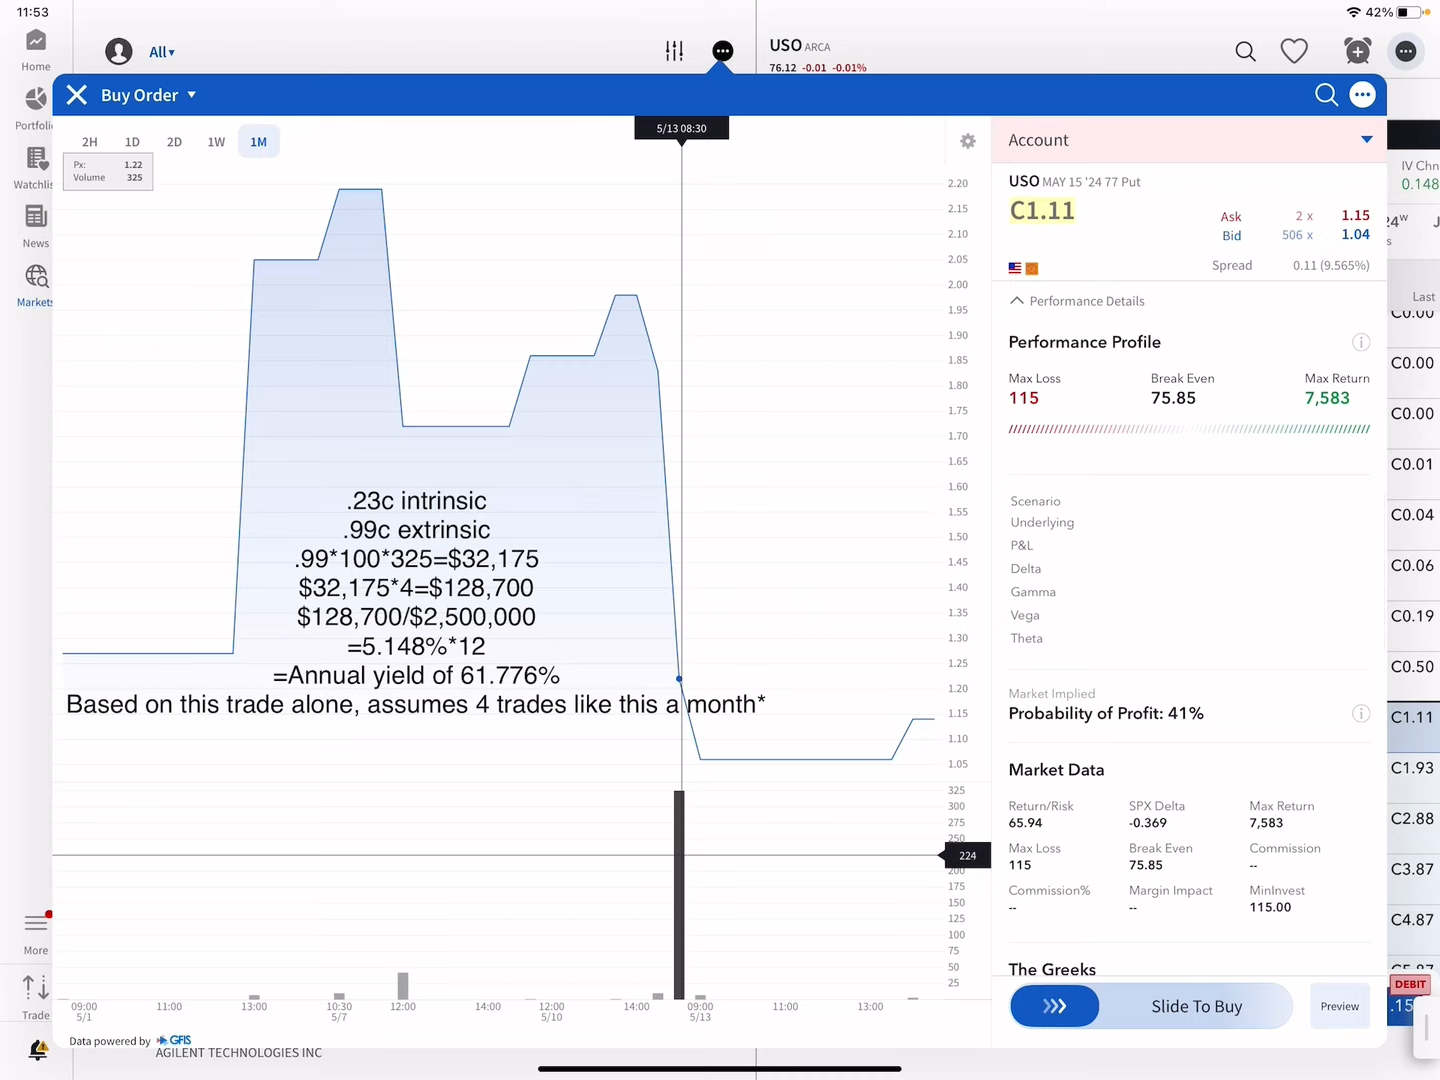 11:53
42%
Home
All
USO ARCA
76.12 -0.01 -0.01%
Buy Order
Portfoli
Watchlis
News
Markets
More
Trade
2H 1D 2D 1W 1M
5/13 08:30
Px: 1.22
Volume 325
2.20
2.15
2.10
2.05
2.00
1.95
1.90
1.85
1.80
1.75
1.70
1.65
1.60
1.55
1.50
1.45
1.40
1.35
1.30
1.25
1.20
1.15
1.10
1.05
.23c intrinsic
.99c extrinsic
.99*100*325=$32,175
$32,175*4=$128,700
$128,700/$2,500,000
=5.148%*12
=Annual yield of 61.776%
Based on this trade alone, assumes 4 trades like this a month*
325
300
275
250
224
200
175
150
125
100
75
50
25
09:00 11:00 13:00 10:30 12:00 14:00 12:00 14:00 09:00 11:00 13:00
5/1 5/7 5/10 5/13
Data powered by GFIS
AGILENT TECHNOLOGIES INC
Account
USO MAY 15 '24 77 Put
C1.11
Ask 2 x 1.15
Bid 506 x 1.04
Spread 0.11 (9.565%)
Performance Details
Performance Profile
Max Loss Break Even Max Return
115 75.85 7,583
Scenario
Underlying
P&L
Delta
Gamma
Vega
Theta
Market Implied
Probability of Profit: 41%
Market Data
Return/Risk SPX Delta Max Return
65.94 -0.369 7,583
Max Loss Break Even Commission
115 75.85 --
Commission% Margin Impact MinInvest
-- -- 115.00
The Greeks
Slide To Buy
Preview
IV Chn
0.148
Last
C0.00
C0.00
C0.00
C0.01
C0.04
C0.06
C0.19
C0.50
C1.11
C1.93
C2.88
C3.87
C4.87
DEBIT